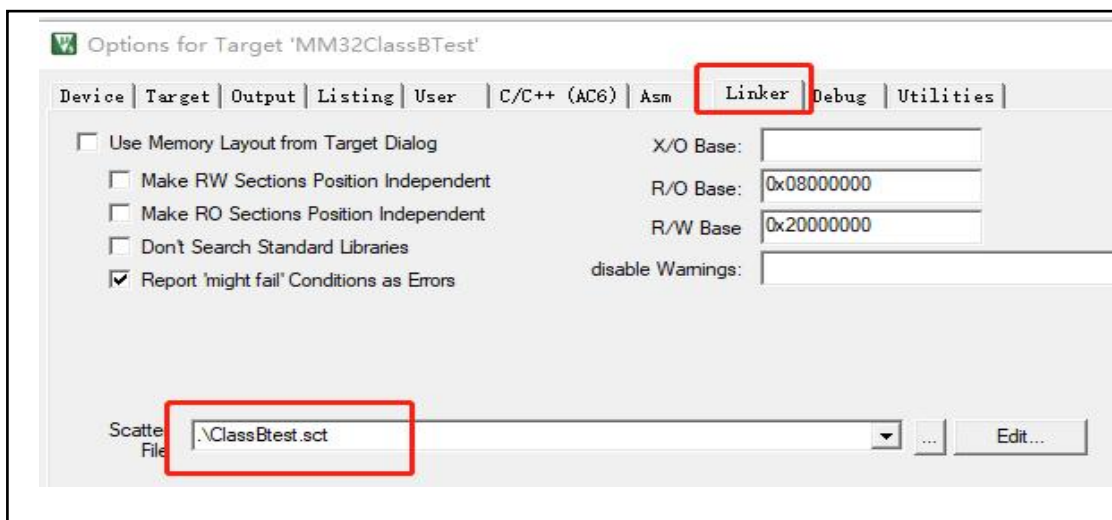 Options for Target 'MM32ClassBTest'
Device | Target | Output | Listing | User | C/C++ (AC6) | Asm Linker | Debug | Utilities |
Use Memory Layout from Target Dialog
X/O Base:
Make RW Sections Position Independent
R/O Base: 0x08000000
Make RO Sections Position Independent
R/W Base 0x20000000
Don't Search Standard Libraries
disable Warnings:
Report 'might fail' Conditions as Errors
Scatte
File
.\ClassBtest.sct
...
Edit...